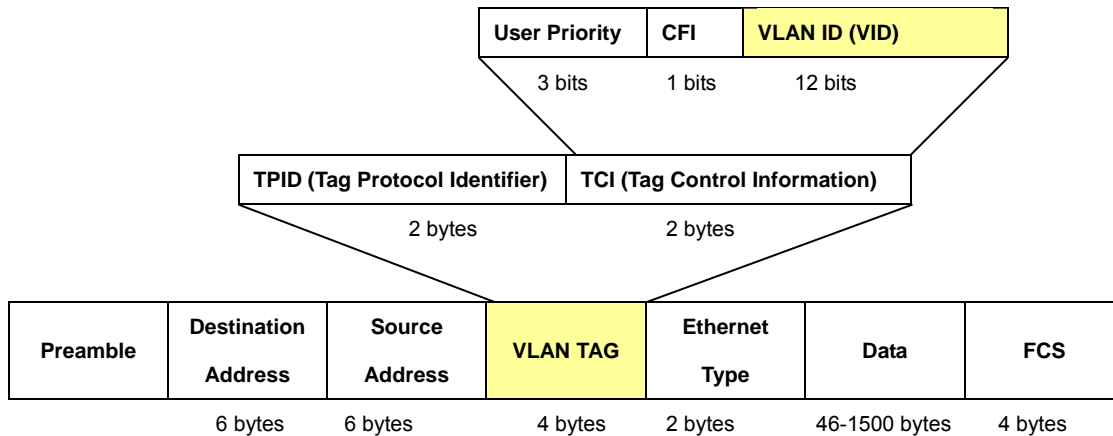 User Priority CFI VLAN ID (VID)
3 bits 1 bits 12 bits
TPID (Tag Protocol Identifier) TCI (Tag Control Information)
2 bytes 2 bytes
Preamble Destination Address Source Address VLAN TAG Ethernet Type Data FCS
6 bytes 6 bytes 4 bytes 2 bytes 46-1500 bytes 4 bytes